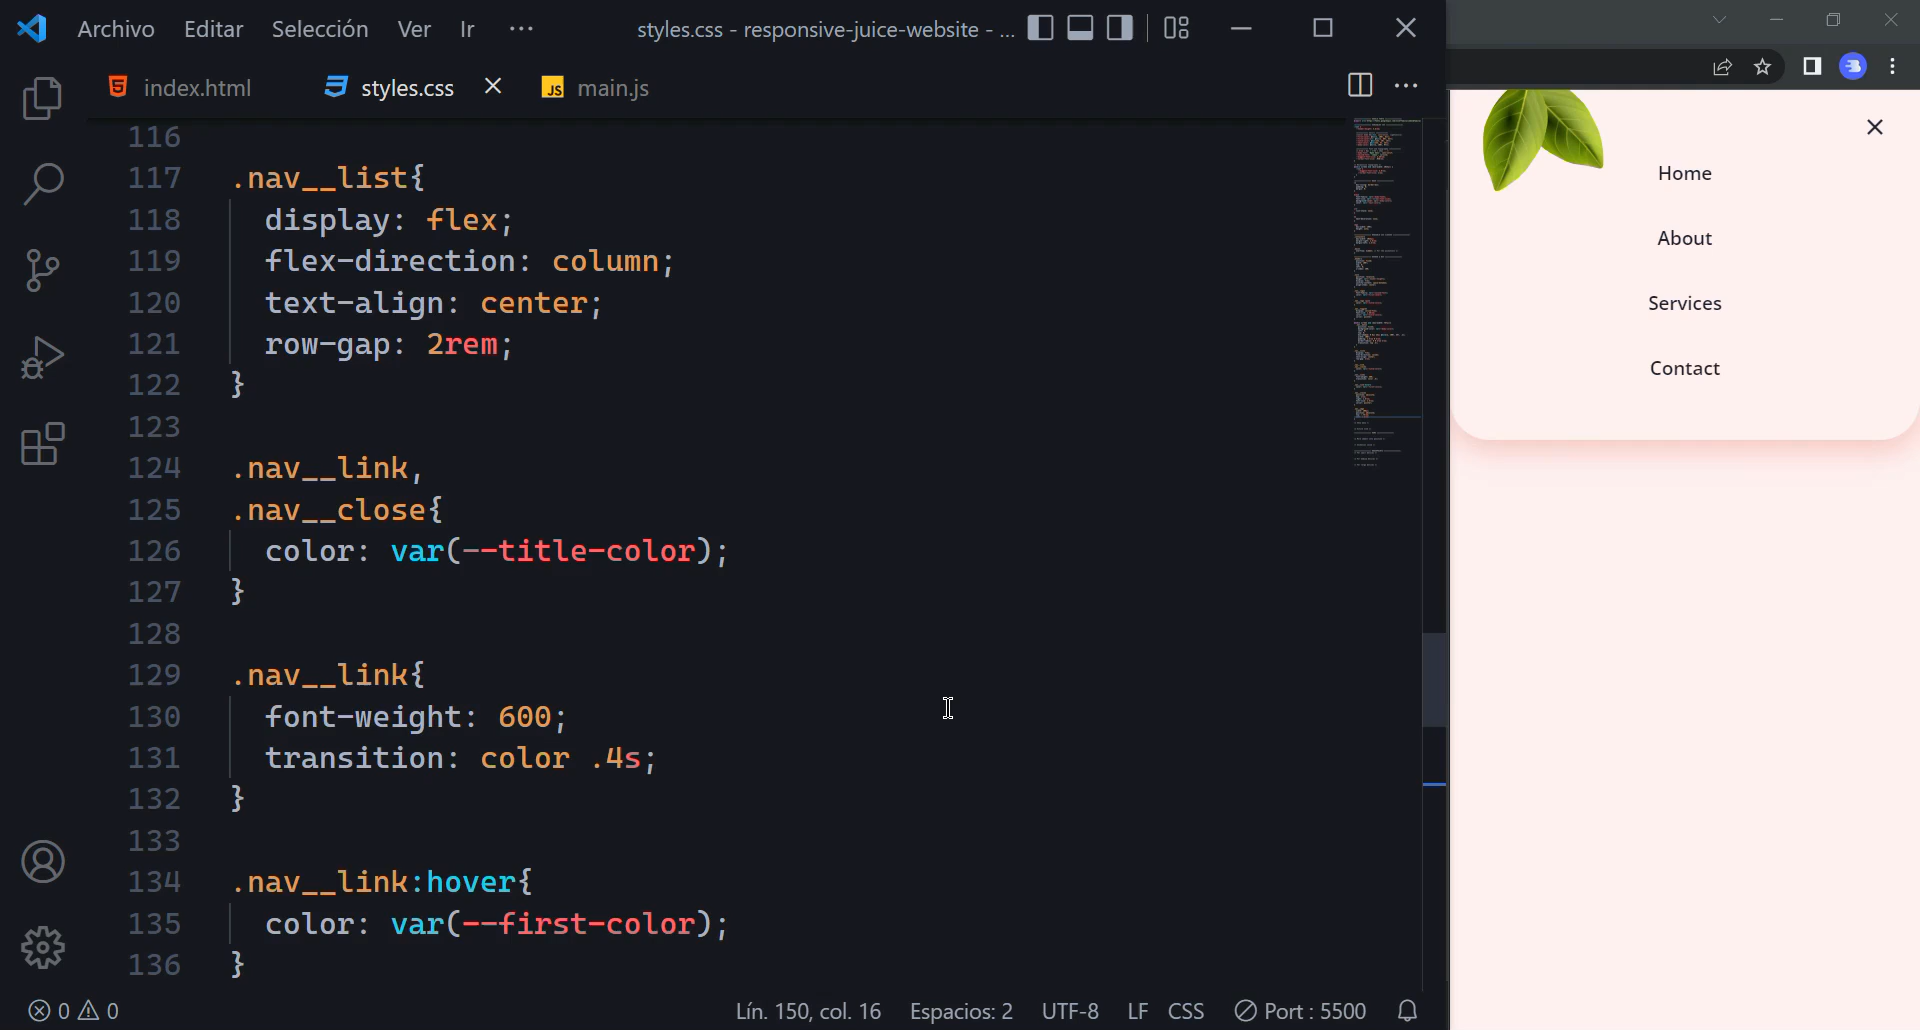 Archivo Editar Selección Ver Ir ··· styles.css - responsive-juice-website - ...
index.html styles.css JS main.js
116
117 .nav__list{
118 display: flex;
119 flex-direction: column;
120 text-align: center;
121 row-gap: 2rem;
122 }
123
124 .nav__link,
125 .nav__close{
126 color: var(--title-color);
127 }
128
129 .nav__link{
130 font-weight: 600;
131 transition: color .4s;
132 }
133
134 .nav__link:hover{
135 color: var(--first-color);
136 }
0 0 Lín. 150, col. 16 Espacios: 2 UTF-8 LF CSS Port : 5500
Home
About
Services
Contact